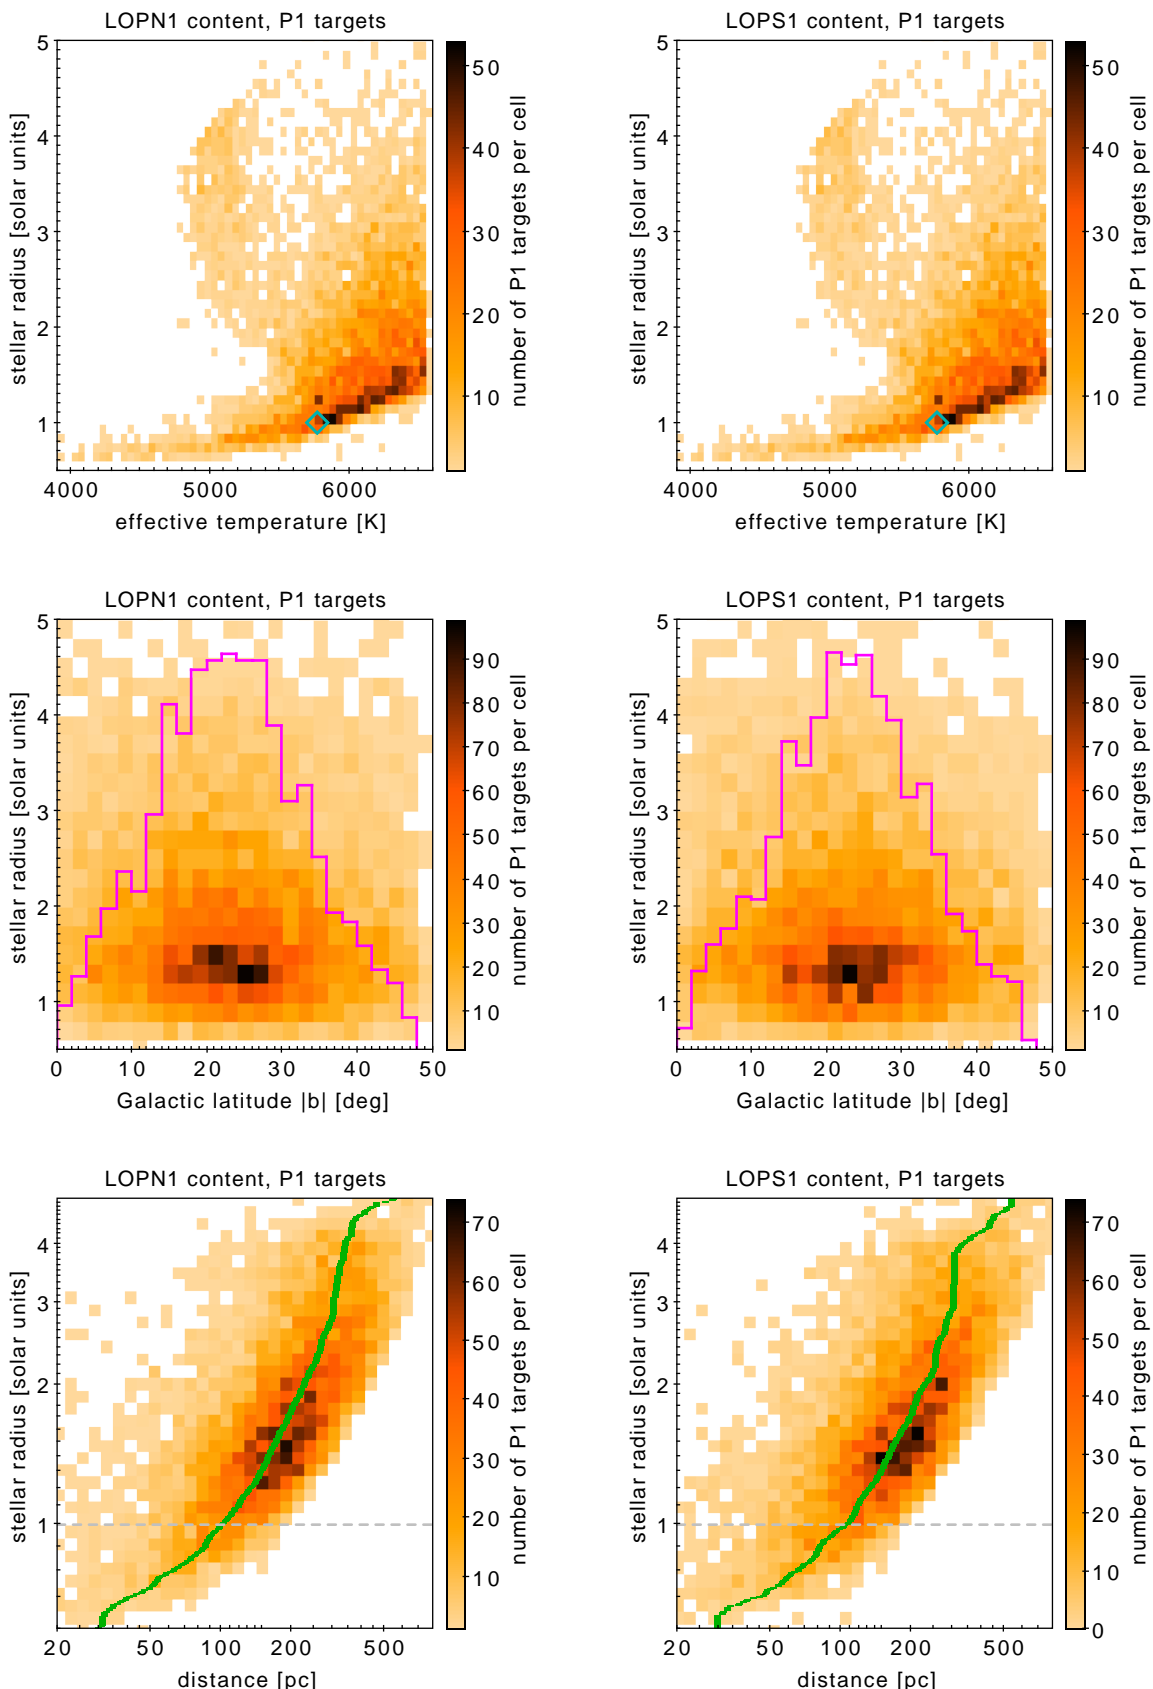 LOPN1 content, P1 targets
5
4
3
2
1
4000 5000 6000
effective temperature [K]
stellar radius [solar units]
50
40
30
20
10
number of P1 targets per cell
LOPS1 content, P1 targets
5
4
3
2
1
4000 5000 6000
effective temperature [K]
stellar radius [solar units]
50
40
30
20
10
number of P1 targets per cell
LOPN1 content, P1 targets
5
4
3
2
1
0 10 20 30 40 50
Galactic latitude |b| [deg]
stellar radius [solar units]
90
80
70
60
50
40
30
20
10
number of P1 targets per cell
LOPS1 content, P1 targets
5
4
3
2
1
0 10 20 30 40 50
Galactic latitude |b| [deg]
stellar radius [solar units]
90
80
70
60
50
40
30
20
10
number of P1 targets per cell
LOPN1 content, P1 targets
4
3
2
1
20 50 100 200 500
distance [pc]
stellar radius [solar units]
70
60
50
40
30
20
10
number of P1 targets per cell
LOPS1 content, P1 targets
4
3
2
1
20 50 100 200 500
distance [pc]
stellar radius [solar units]
70
60
50
40
30
20
10
0
number of P1 targets per cell